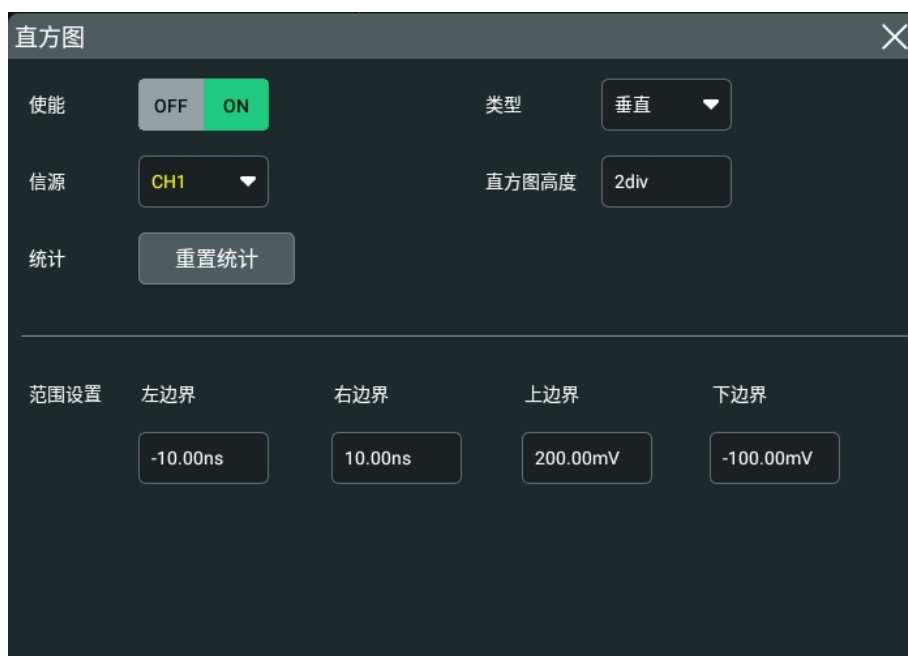 直方图
使能 OFF ON 类型 垂直
信源 CH1 直方图高度 2div
统计 重置统计
范围设置 左边界 右边界 上边界 下边界
-10.00ns 10.00ns 200.00mV -100.00mV